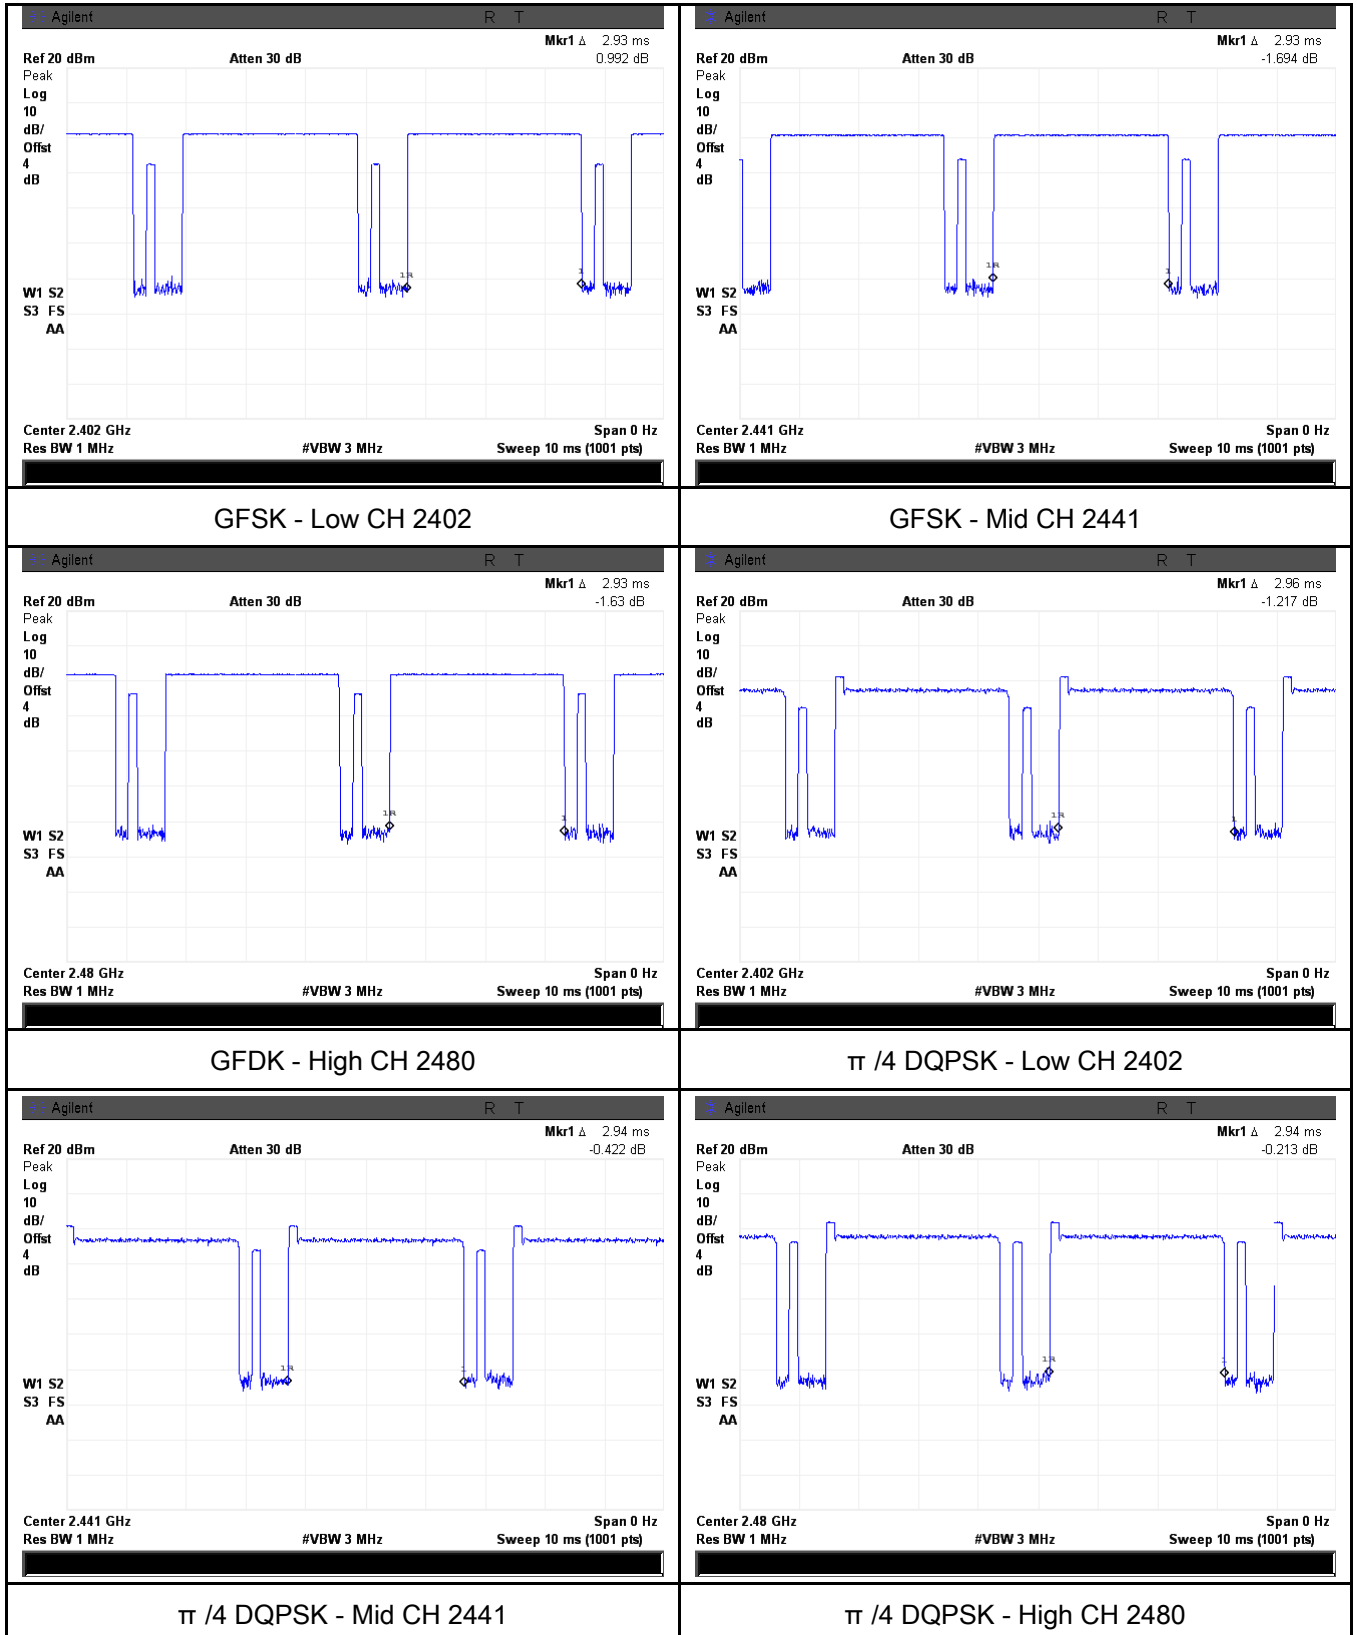 Agilent R T
Mkr1 Δ 2.93 ms
Ref 20 dBm Atten 30 dB 0.992 dB
Peak
Log
10
dB/
Offst
4
dB
1R
1
W1 S2
S3 FS
AA
Center 2.402 GHz Span 0 Hz
Res BW 1 MHz #VBW 3 MHz Sweep 10 ms (1001 pts)
GFSK - Low CH 2402
Agilent R T
Mkr1 Δ 2.93 ms
Ref 20 dBm Atten 30 dB -1.694 dB
Peak
Log
10
dB/
Offst
4
dB
1R
1
W1 S2
S3 FS
AA
Center 2.441 GHz Span 0 Hz
Res BW 1 MHz #VBW 3 MHz Sweep 10 ms (1001 pts)
GFSK - Mid CH 2441
Agilent R T
Mkr1 Δ 2.93 ms
Ref 20 dBm Atten 30 dB -1.63 dB
Peak
Log
10
dB/
Offst
4
dB
1R
1
W1 S2
S3 FS
AA
Center 2.48 GHz Span 0 Hz
Res BW 1 MHz #VBW 3 MHz Sweep 10 ms (1001 pts)
GFDK - High CH 2480
Agilent R T
Mkr1 Δ 2.96 ms
Ref 20 dBm Atten 30 dB -1.217 dB
Peak
Log
10
dB/
Offst
4
dB
1R
1
W1 S2
S3 FS
AA
Center 2.402 GHz Span 0 Hz
Res BW 1 MHz #VBW 3 MHz Sweep 10 ms (1001 pts)
π /4 DQPSK - Low CH 2402
Agilent R T
Mkr1 Δ 2.94 ms
Ref 20 dBm Atten 30 dB -0.422 dB
Peak
Log
10
dB/
Offst
4
dB
1R
1
W1 S2
S3 FS
AA
Center 2.441 GHz Span 0 Hz
Res BW 1 MHz #VBW 3 MHz Sweep 10 ms (1001 pts)
π /4 DQPSK - Mid CH 2441
Agilent R T
Mkr1 Δ 2.94 ms
Ref 20 dBm Atten 30 dB -0.213 dB
Peak
Log
10
dB/
Offst
4
dB
1R
1
W1 S2
S3 FS
AA
Center 2.48 GHz Span 0 Hz
Res BW 1 MHz #VBW 3 MHz Sweep 10 ms (1001 pts)
π /4 DQPSK - High CH 2480